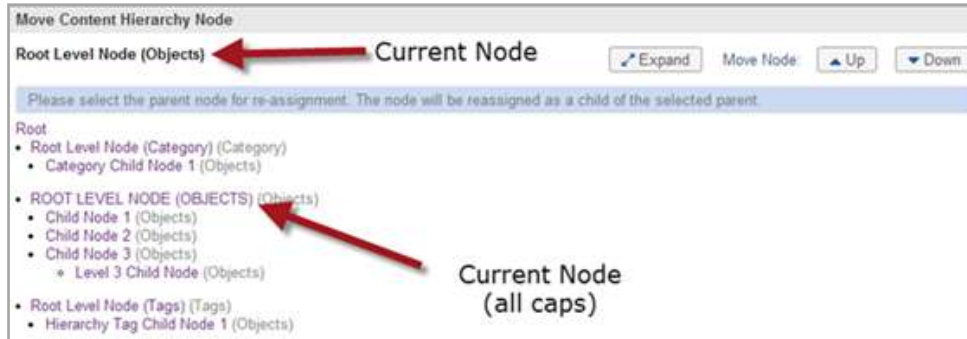 Move Content Hierarchy Node
Root Level Node (Objects) Current Node Expand Move Node: Up Down
Please select the parent node for re-assignment. The node will be reassigned as a child of the selected parent.
Root
• Root Level Node (Category) (Category)
• Category Child Node 1 (Objects)
• ROOT LEVEL NODE (OBJECTS) (Objects)
• Child Node 1 (Objects)
• Child Node 2 (Objects)
• Child Node 3 (Objects)
∘ Level 3 Child Node (Objects)
Current Node
(all caps)
• Root Level Node (Tags) (Tags)
• Hierarchy Tag Child Node 1 (Objects)